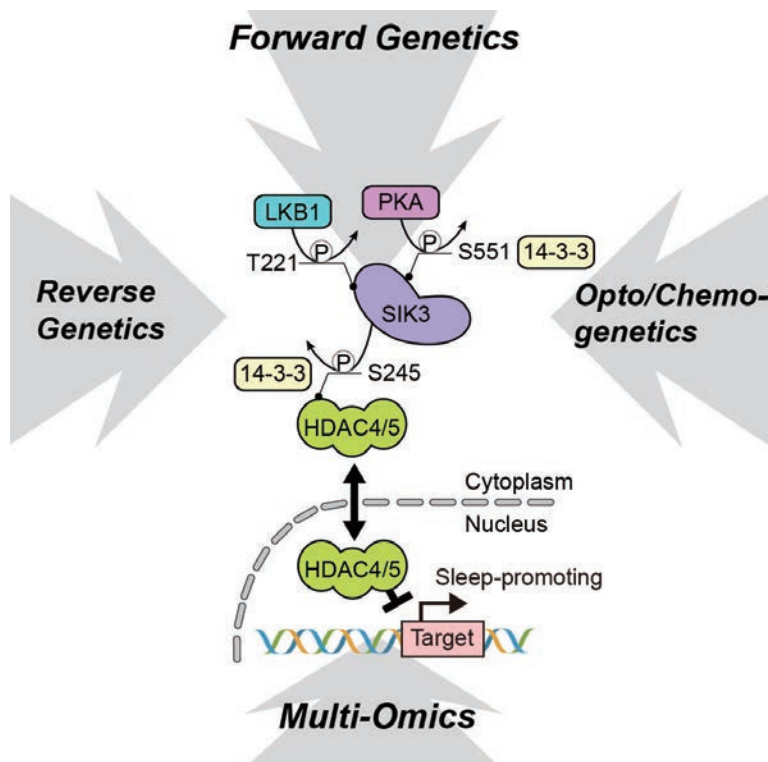 Forward Genetics
LKB1
PKA
P
P
T221
S551
14-3-3
Reverse
Genetics
SIK3
Opto/Chemo-
genetics
P
14-3-3
S245
HDAC4/5
Cytoplasm
Nucleus
HDAC4/5
Sleep-promoting
Target
Multi-Omics